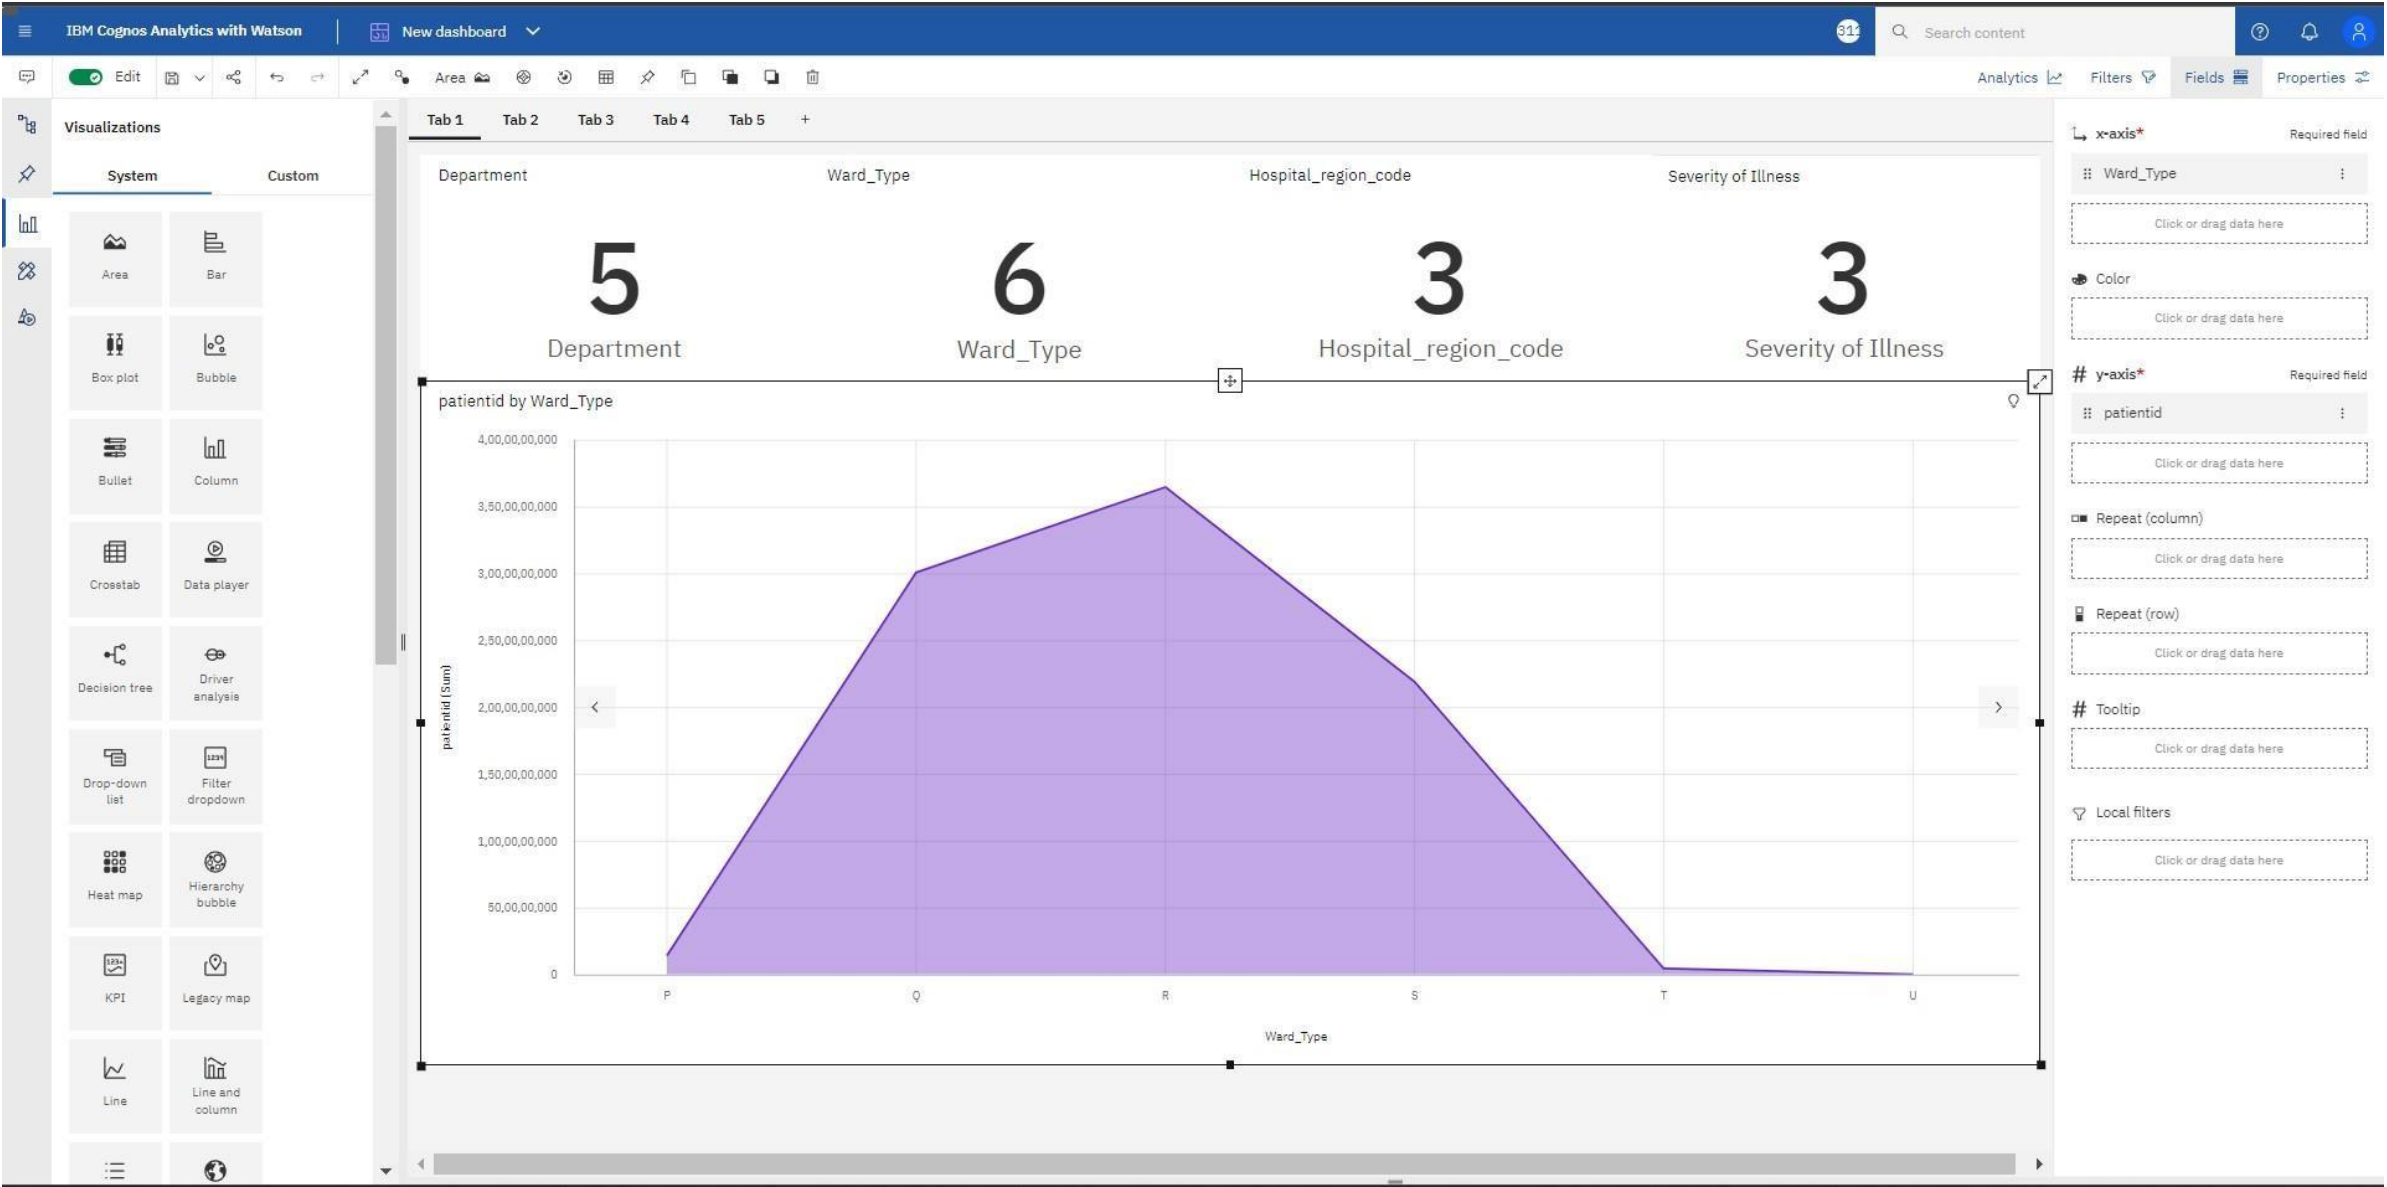 IBM Cognos Analytics with Watson
New dashboard
311
Search content
Edit
Area
Analytics
Filters
Fields
Properties
Visualizations
System
Custom
Area
Bar
Box plot
Bubble
Bullet
Column
Crosstab
Data player
Decision tree
Driver
analysis
Drop-down
list
Filter
dropdown
Heat map
Hierarchy
bubble
KPI
Legacy map
Line
Line and
column
Tab 1
Tab 2
Tab 3
Tab 4
Tab 5
+
Department
Ward_Type
Hospital_region_code
Severity of Illness
5
6
3
3
Department
Ward_Type
Hospital_region_code
Severity of Illness
patientid by Ward_Type
patientid (Sum)
4,00,00,00,000
3,50,00,00,000
3,00,00,00,000
2,50,00,00,000
2,00,00,00,000
1,50,00,00,000
1,00,00,00,000
50,00,00,000
0
P
Q
R
S
T
U
Ward_Type
x-axis*
Required field
Ward_Type
Click or drag data here
Color
Click or drag data here
# y-axis*
Required field
patientid
Click or drag data here
Repeat (column)
Click or drag data here
Repeat (row)
Click or drag data here
# Tooltip
Click or drag data here
Local filters
Click or drag data here